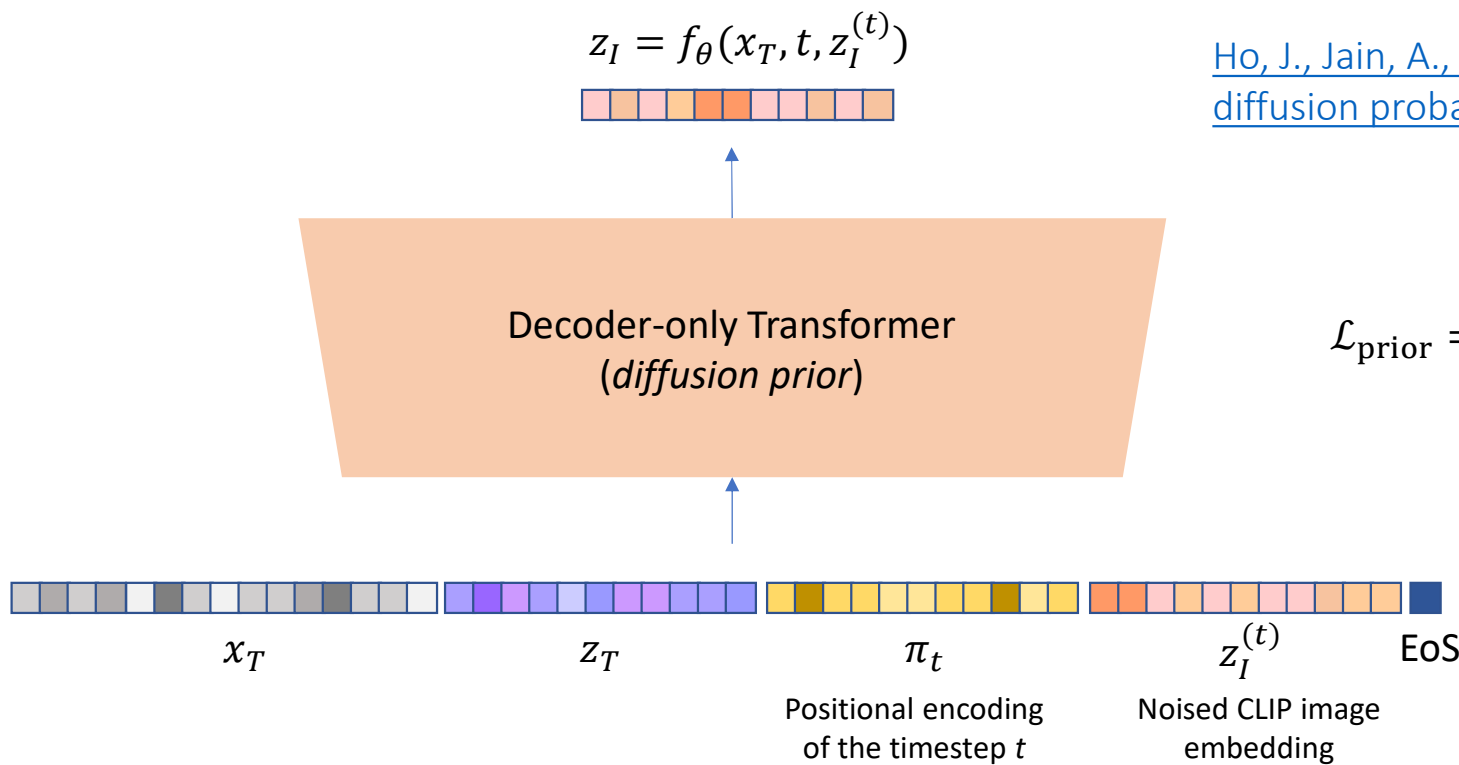 z_I = f_θ(x_T, t, z_I^{(t)})
Ho, J., Jain, A.,
diffusion proba
Decoder-only Transformer
(diffusion prior)
ℒ_prior =
x_T z_T π_t z_I^{(t)} EoS
Positional encoding
of the timestep t
Noised CLIP image
embedding